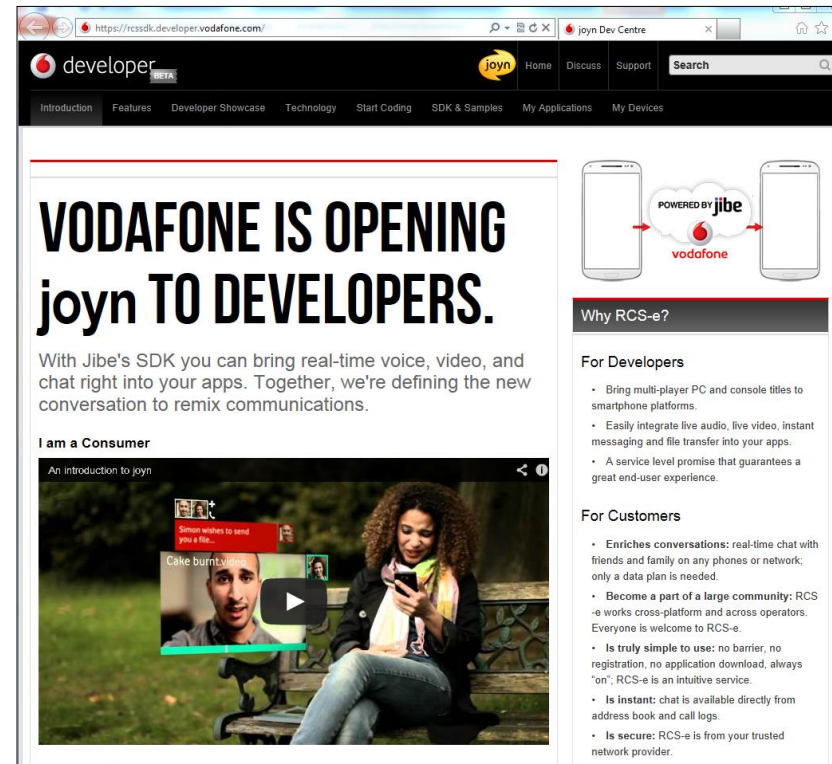 https://rcssdk.developer.vodafone.com/
joyn Dev Centre
developer
BETA
joyn
Home
Discuss
Support
Search
Introduction
Features
Developer Showcase
Technology
Start Coding
SDK & Samples
My Applications
My Devices
VODAFONE IS OPENING
joyn TO DEVELOPERS.
With Jibe's SDK you can bring real-time voice, video, and
chat right into your apps. Together, we're defining the new
conversation to remix communications.
I am a Consumer
An introduction to joyn
Simon wishes to send
you a file...
Cake burnt.video
POWERED BY jibe
vodafone
Why RCS-e?
For Developers
• Bring multi-player PC and console titles to
smartphone platforms.
• Easily integrate live audio, live video, instant
messaging and file transfer into your apps.
• A service level promise that guarantees a
great end-user experience.
For Customers
• Enriches conversations: real-time chat with
friends and family on any phones or network;
only a data plan is needed.
• Become a part of a large community: RCS
-e works cross-platform and across operators.
Everyone is welcome to RCS-e.
• Is truly simple to use: no barrier, no
registration, no application download, always
"on"; RCS-e is an intuitive service.
• Is instant: chat is available directly from
address book and call logs.
• Is secure: RCS-e is from your trusted
network provider.